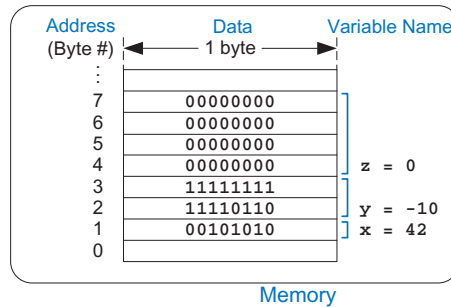 Address Data Variable Name
(Byte #) 1 byte
⋮
7 00000000
6 00000000
5 00000000
4 00000000 z = 0
3 11111111
2 11110110 y = -10
1 00101010 x = 42
0
Memory